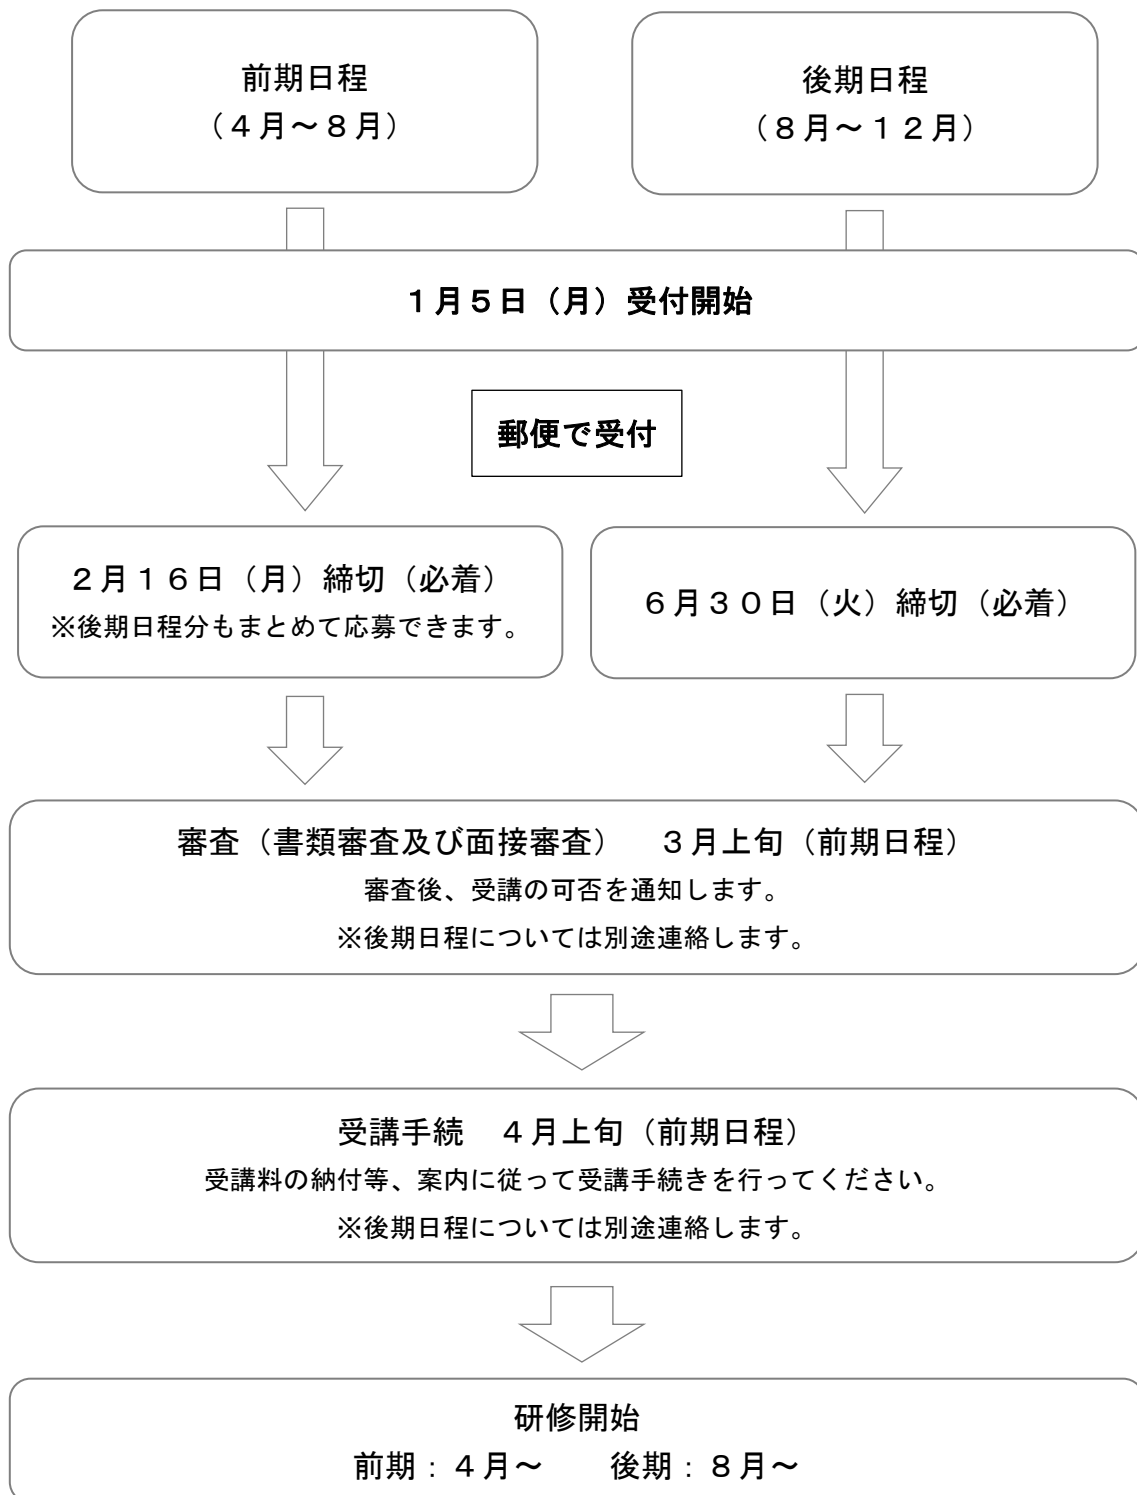 前期日程
（４月～８月）
後期日程
（８月～１２月）
１月５日（月）受付開始
郵便で受付
２月１６日（月）締切（必着）
※後期日程分もまとめて応募できます。
６月３０日（火）締切（必着）
審査（書類審査及び面接審査）　３月上旬（前期日程）
審査後、受講の可否を通知します。
※後期日程については別途連絡します。
受講手続　４月上旬（前期日程）
受講料の納付等、案内に従って受講手続きを行ってください。
※後期日程については別途連絡します。
研修開始
前期：４月～　　後期：８月～